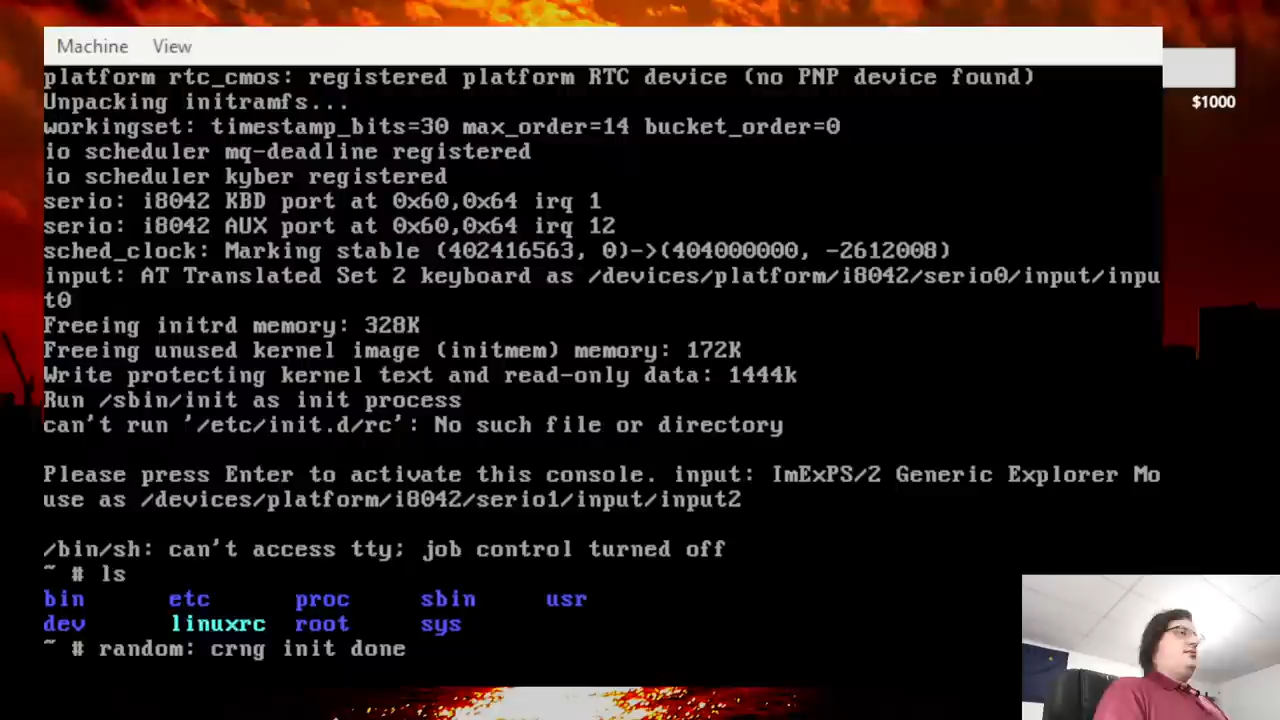 Machine View
platform rtc_cmos: registered platform RTC device (no PNP device found)
$1000
Unpacking initramfs...
workingset: timestamp_bits=30 max_order=14 bucket_order=0
io scheduler mq-deadline registered
io scheduler kyber registered
serio: i8042 KBD port at 0x60,0x64 irq 1
serio: i8042 AUX port at 0x60,0x64 irq 12
sched_clock: Marking stable (402416563, 0)->(404000000, -2612008)
input: AT Translated Set 2 keyboard as /devices/platform/i8042/serio0/input/inpu
t0
Freeing initrd memory: 328K
Freeing unused kernel image (initmem) memory: 172K
Write protecting kernel text and read-only data: 1444k
Run /sbin/init as init process
can't run '/etc/init.d/rc': No such file or directory
Please press Enter to activate this console. input: ImExPS/2 Generic Explorer Mo
use as /devices/platform/i8042/serio1/input/input2
/bin/sh: can't access tty; job control turned off
~ # ls
bin etc proc sbin usr
dev linuxrc root sys
~ # random: crng init done